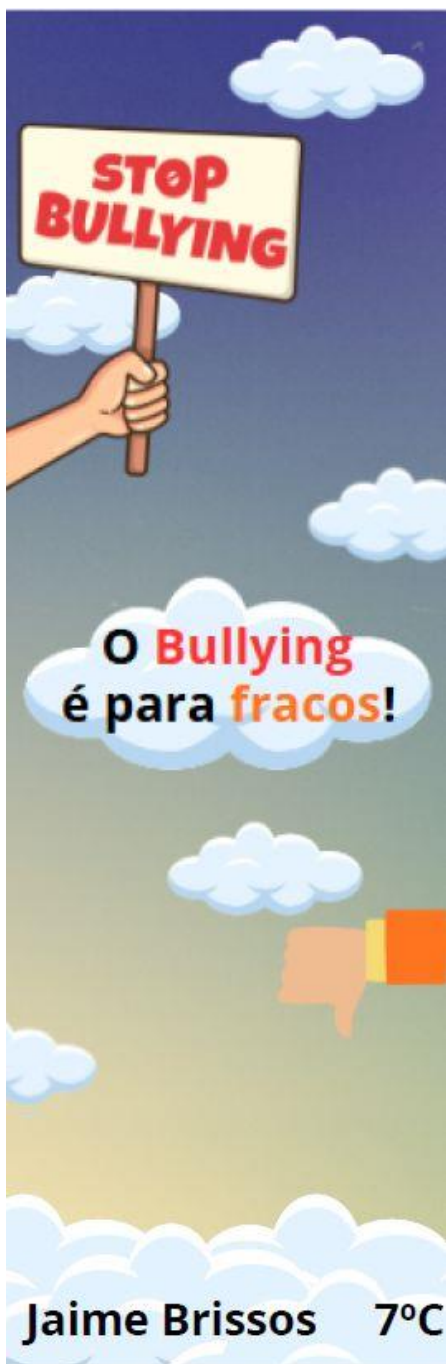 STOP
BULLYING
O Bullying
é para fracos!
Jaime Brissos 7ºC